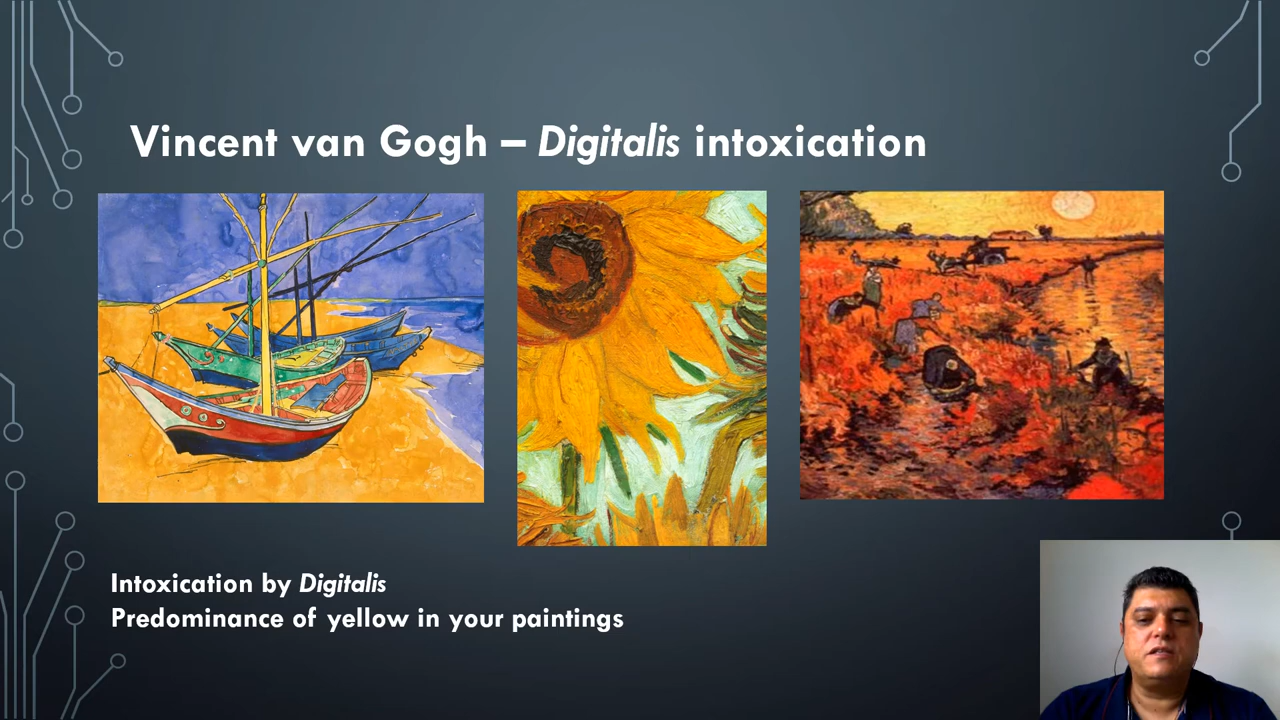 Vincent van Gogh – Digitalis intoxication
Intoxication by Digitalis
Predominance of yellow in your paintings